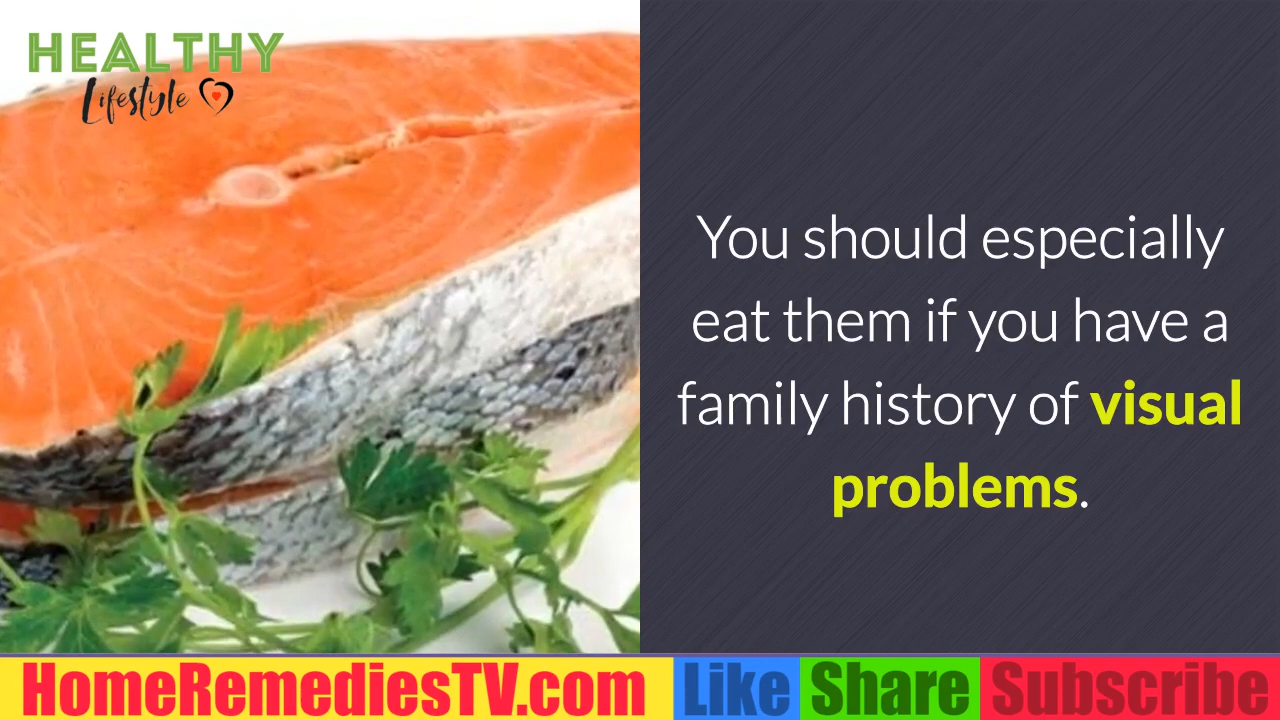 HEALTHY
Lifestyle
You should especially
eat them if you have a
family history of visual
problems.
HomeRemediesTV.com Like Share Subscribe